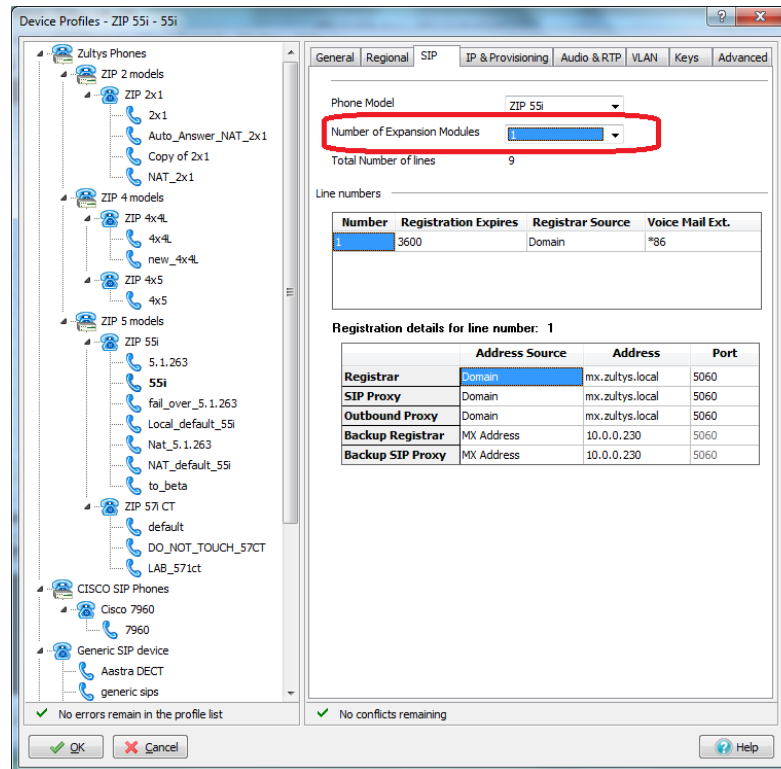 Device Profiles - ZIP 55i - 55i
Zultys Phones
ZIP 2 models
ZIP 2x1
2x1
Auto_Answer_NAT_2x1
Copy of 2x1
NAT_2x1
ZIP 4 models
ZIP 4x4L
4x4L
new_4x4L
ZIP 4x5
4x5
ZIP 5 models
ZIP 55i
5.1.263
55i
fail_over_5.1.263
Local_default_55i
Nat_5.1.263
NAT_default_55i
to_beta
ZIP 57i CT
default
DO_NOT_TOUCH_57CT
LAB_571ct
CISCO SIP Phones
Cisco 7960
7960
Generic SIP device
Aastra DECT
generic sips
No errors remain in the profile list
General Regional SIP IP & Provisioning Audio & RTP VLAN Keys Advanced
Phone Model ZIP 55i
Number of Expansion Modules 1
Total Number of lines 9
Line numbers
Number Registration Expires Registrar Source Voice Mail Ext.
1 3600 Domain *86
Registration details for line number: 1
Address Source Address Port
Registrar Domain mx.zultys.local 5060
SIP Proxy Domain mx.zultys.local 5060
Outbound Proxy Domain mx.zultys.local 5060
Backup Registrar MX Address 10.0.0.230 5060
Backup SIP Proxy MX Address 10.0.0.230 5060
No conflicts remaining
OK Cancel Help